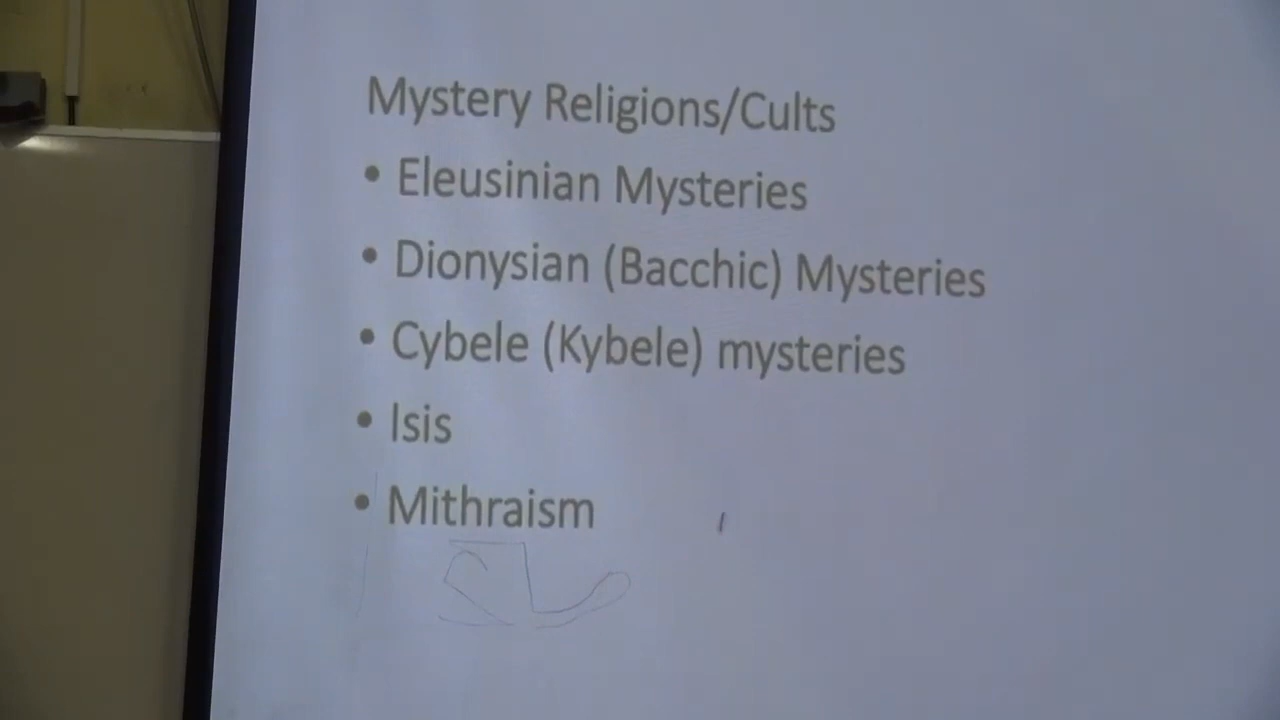 Mystery Religions/Cults
• Eleusinian Mysteries
• Dionysian (Bacchic) Mysteries
• Cybele (Kybele) mysteries
• Isis
• Mithraism